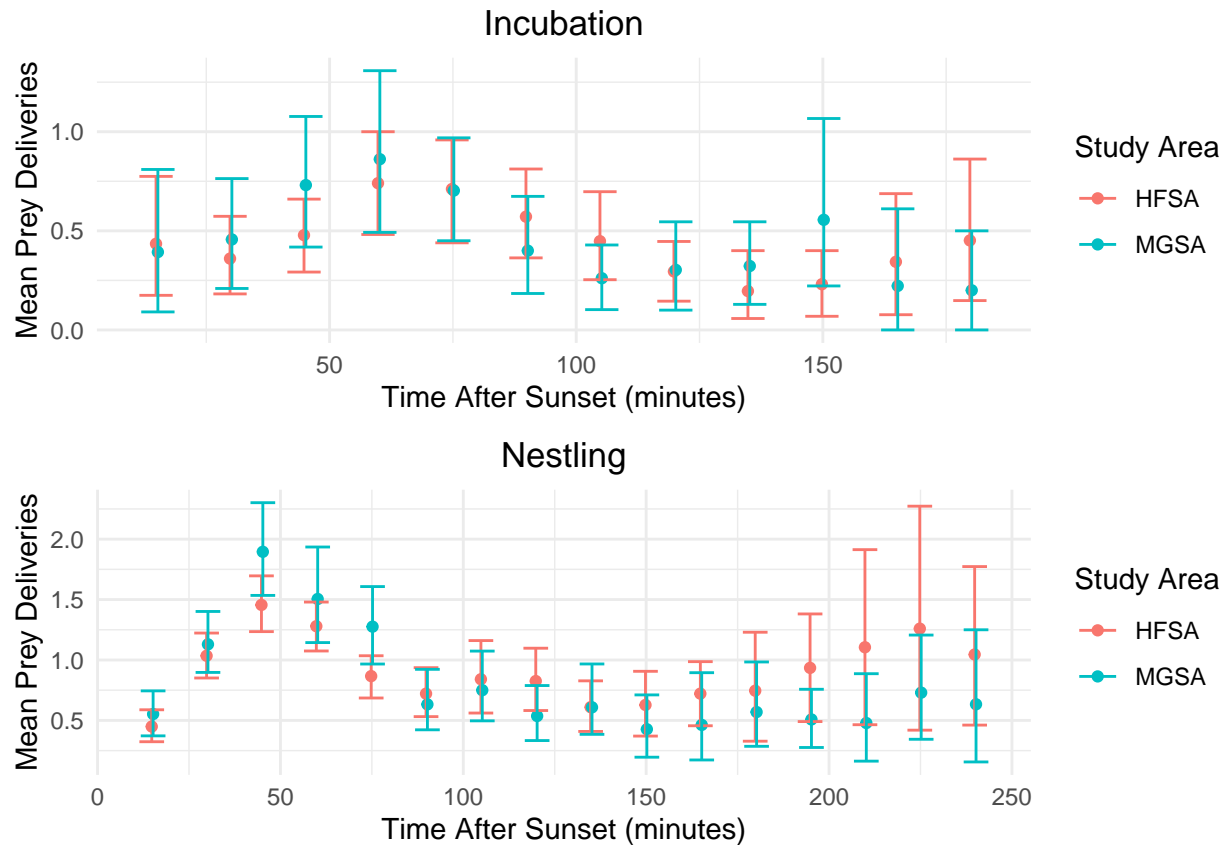 Incubation
Mean Prey Deliveries
1.0
0.5
0.0
50
100
150
Time After Sunset (minutes)
Study Area
HFSA
MGSA
Nestling
Mean Prey Deliveries
2.0
1.5
1.0
0.5
0
50
100
150
200
250
Time After Sunset (minutes)
Study Area
HFSA
MGSA